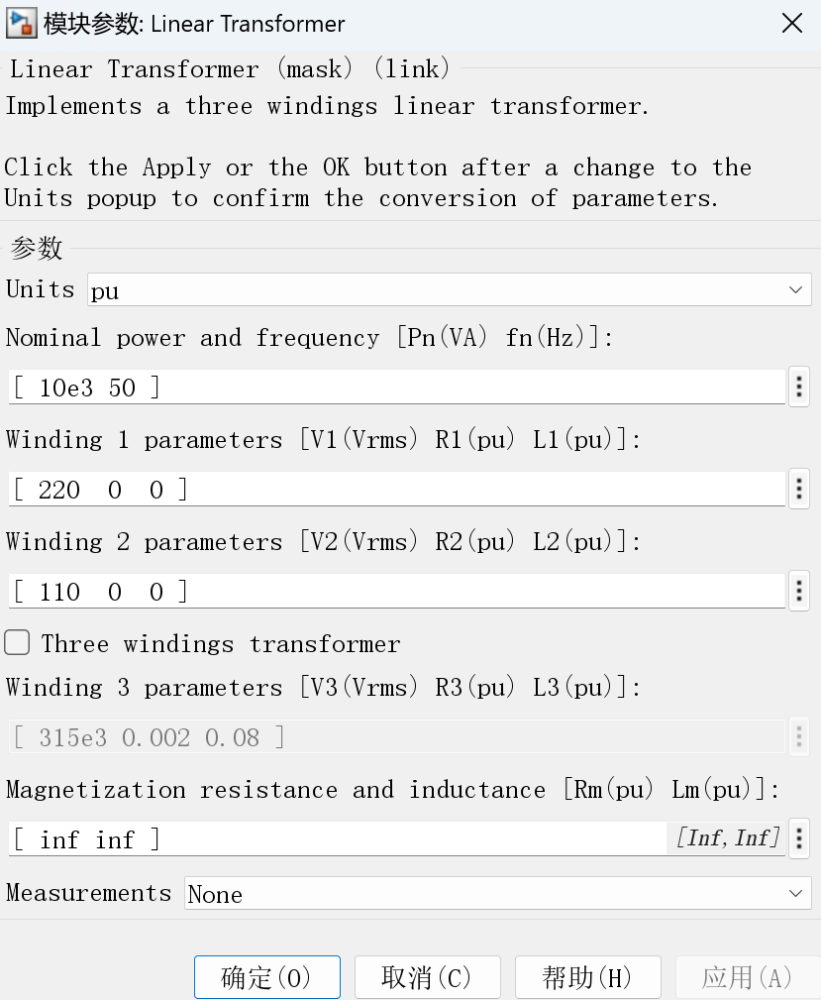 模块参数: Linear Transformer
Linear Transformer (mask) (link)
Implements a three windings linear transformer.
Click the Apply or the OK button after a change to the
Units popup to confirm the conversion of parameters.
参数
Units pu
Nominal power and frequency [Pn(VA) fn(Hz)]:
[ 10e3 50 ]
Winding 1 parameters [V1(Vrms) R1(pu) L1(pu)]:
[ 220 0 0 ]
Winding 2 parameters [V2(Vrms) R2(pu) L2(pu)]:
[ 110 0 0 ]
Three windings transformer
Winding 3 parameters [V3(Vrms) R3(pu) L3(pu)]:
[ 315e3 0.002 0.08 ]
Magnetization resistance and inductance [Rm(pu) Lm(pu)]:
[ inf inf ] [Inf,Inf]
Measurements None
确定(O) 取消(C) 帮助(H) 应用(A)